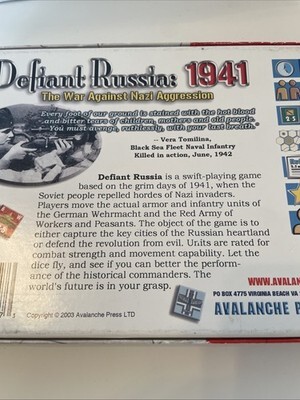 Defiant Russia: 1941
The War Against Nazi Aggression
"Every foot of our ground is stained with the hot blood
and bitter tears of children, mothers and old people.
You must avenge, ruthlessly, with your last breath."
-- Vera Tomilina,
Black Sea Fleet Naval Infantry
Killed in action, June, 1942
Defiant Russia is a swift-playing game
based on the grim days of 1941, when the
Soviet people repelled hordes of Nazi invaders.
Players move the actual armor and infantry units of
the German Wehrmacht and the Red Army of
Workers and Peasants. The object of the game is to
either capture the key cities of the Russian heartland
or defend the revolution from evil. Units are rated for
combat strength and movement capability. Let the
dice fly, and see if you can better the perform-
ance of the historical commanders. The
world's future is in your grasp.
Copyright © 2003 Avalanche Press LTD
WWW.AVALAN
PO BOX 4775 VIRGINIA BEACH VA
AVALANCHE P